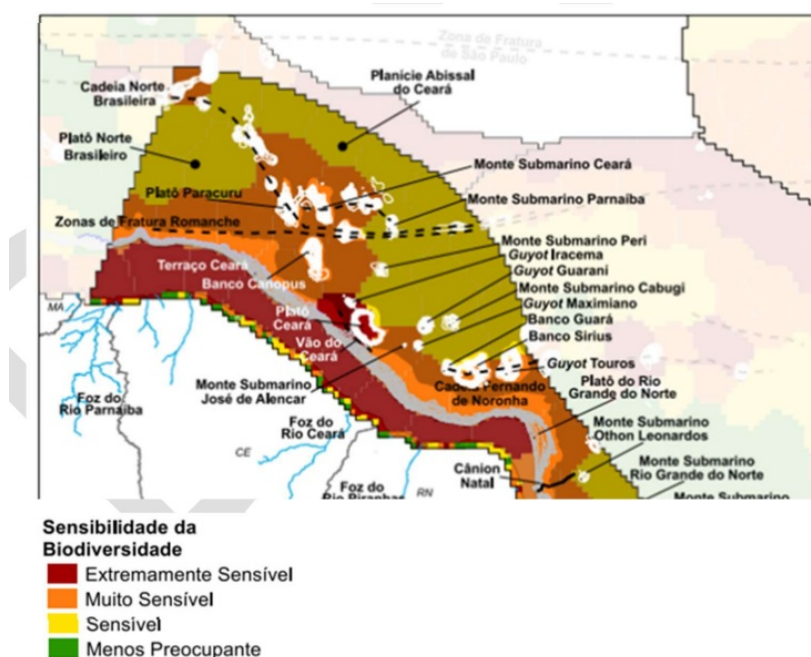 Zona de Fratura
de São Paulo
Cadeia Norte
Brasileira
Planície Abissal
do Ceará
Platô Norte
Brasileiro
Monte Submarino Ceará
Platô Paracuru
Monte Submarino Parnaíba
Zonas de Fratura Romanche
Monte Submarino Peri
Guyot Iracema
Terraço Ceará
Guyot Guarani
Banco Canopus
Monte Submarino Cabugi
Guyot Maximiano
MA
Platô
Ceará
Banco Guará
Banco Sirius
Vão do
Ceará
Guyot Touros
Monte Submarino
José de Alencar
Cadeia Fernando
de Noronha
Platô do Rio
Grande do Norte
Foz do
Rio Parnaíba
Foz do
Rio Ceará
Monte Submarino
Othon Leonardos
CE
Cânion
Natal
Monte Submarino
Rio Grande do Norte
Foz do
Rio Piranhas
RN
Monte Submarino
Sensibilidade da
Biodiversidade
Extremamente Sensível
Muito Sensível
Sensivel
Menos Preocupante